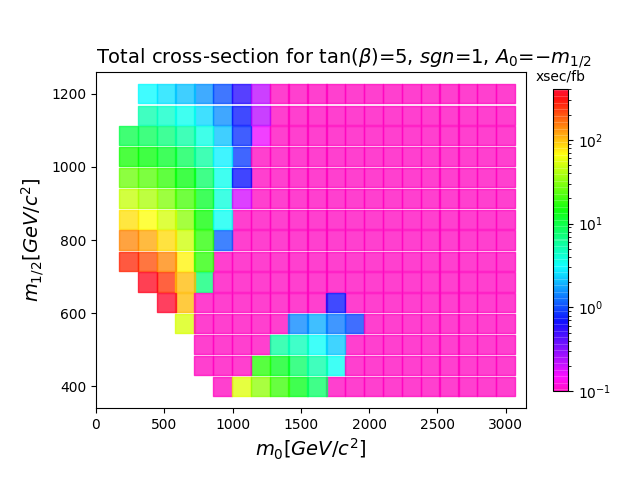 Total cross-section for tan(β)=5, sgn=1, A₀=−m₁/₂
xsec/fb
10²
10¹
10⁰
10⁻¹
m₁/₂[GeV/c²]
1200
1000
800
600
400
0 500 1000 1500 2000 2500 3000
m₀[GeV/c²]